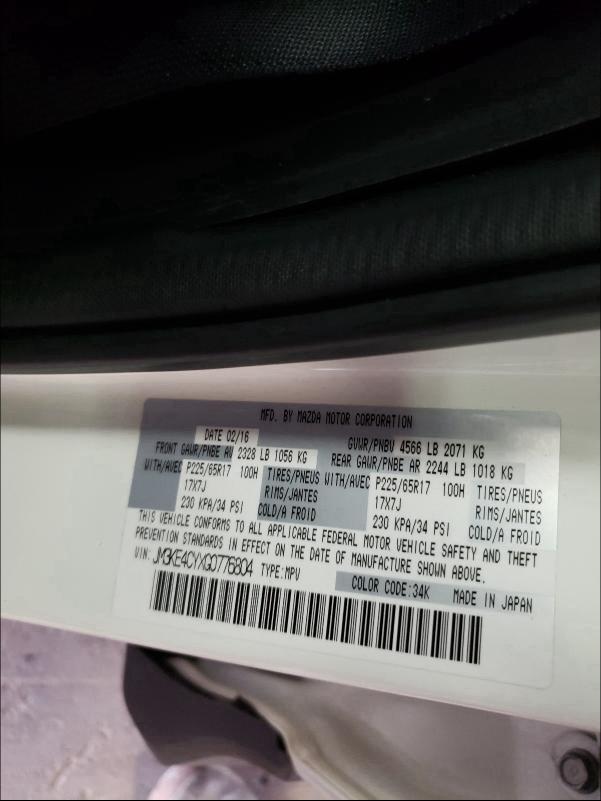 MFD. BY MAZDA MOTOR CORPORATION
DATE 02/16 GVWR/PNBV 4566 LB 2071 KG
FRONT GAWR/PNBE AV 2328 LB 1056 KG REAR GAWR/PNBE AR 2244 LB 1018 KG
WITH/AVEC P225/65R17 100H TIRES/PNEUS WITH/AVEC P225/65R17 100H TIRES/PNEUS
17X7J RIMS/JANTES 17X7J RIMS/JANTES
230 KPA/34 PSI COLD/A FROID 230 KPA/34 PSI COLD/A FROID
THIS VEHICLE CONFORMS TO ALL APPLICABLE FEDERAL MOTOR VEHICLE SAFETY AND THEFT
PREVENTION STANDARDS IN EFFECT ON THE DATE OF MANUFACTURE SHOWN ABOVE.
VIN: JM3KE4CYXG0776804 TYPE:MPV
COLOR CODE:34K MADE IN JAPAN